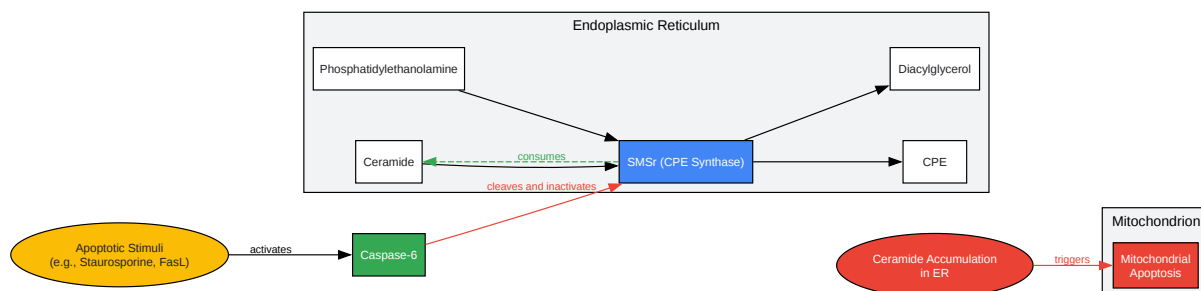 Endoplasmic Reticulum
Phosphatidylethanolamine
Diacylglycerol
Ceramide
consumes
SMSr (CPE Synthase)
CPE
cleaves and inactivates
Apoptotic Stimuli
(e.g., Staurosporine, FasL)
activates
Caspase-6
Ceramide Accumulation
in ER
triggers
Mitochondrion
Mitochondrial
Apoptosis